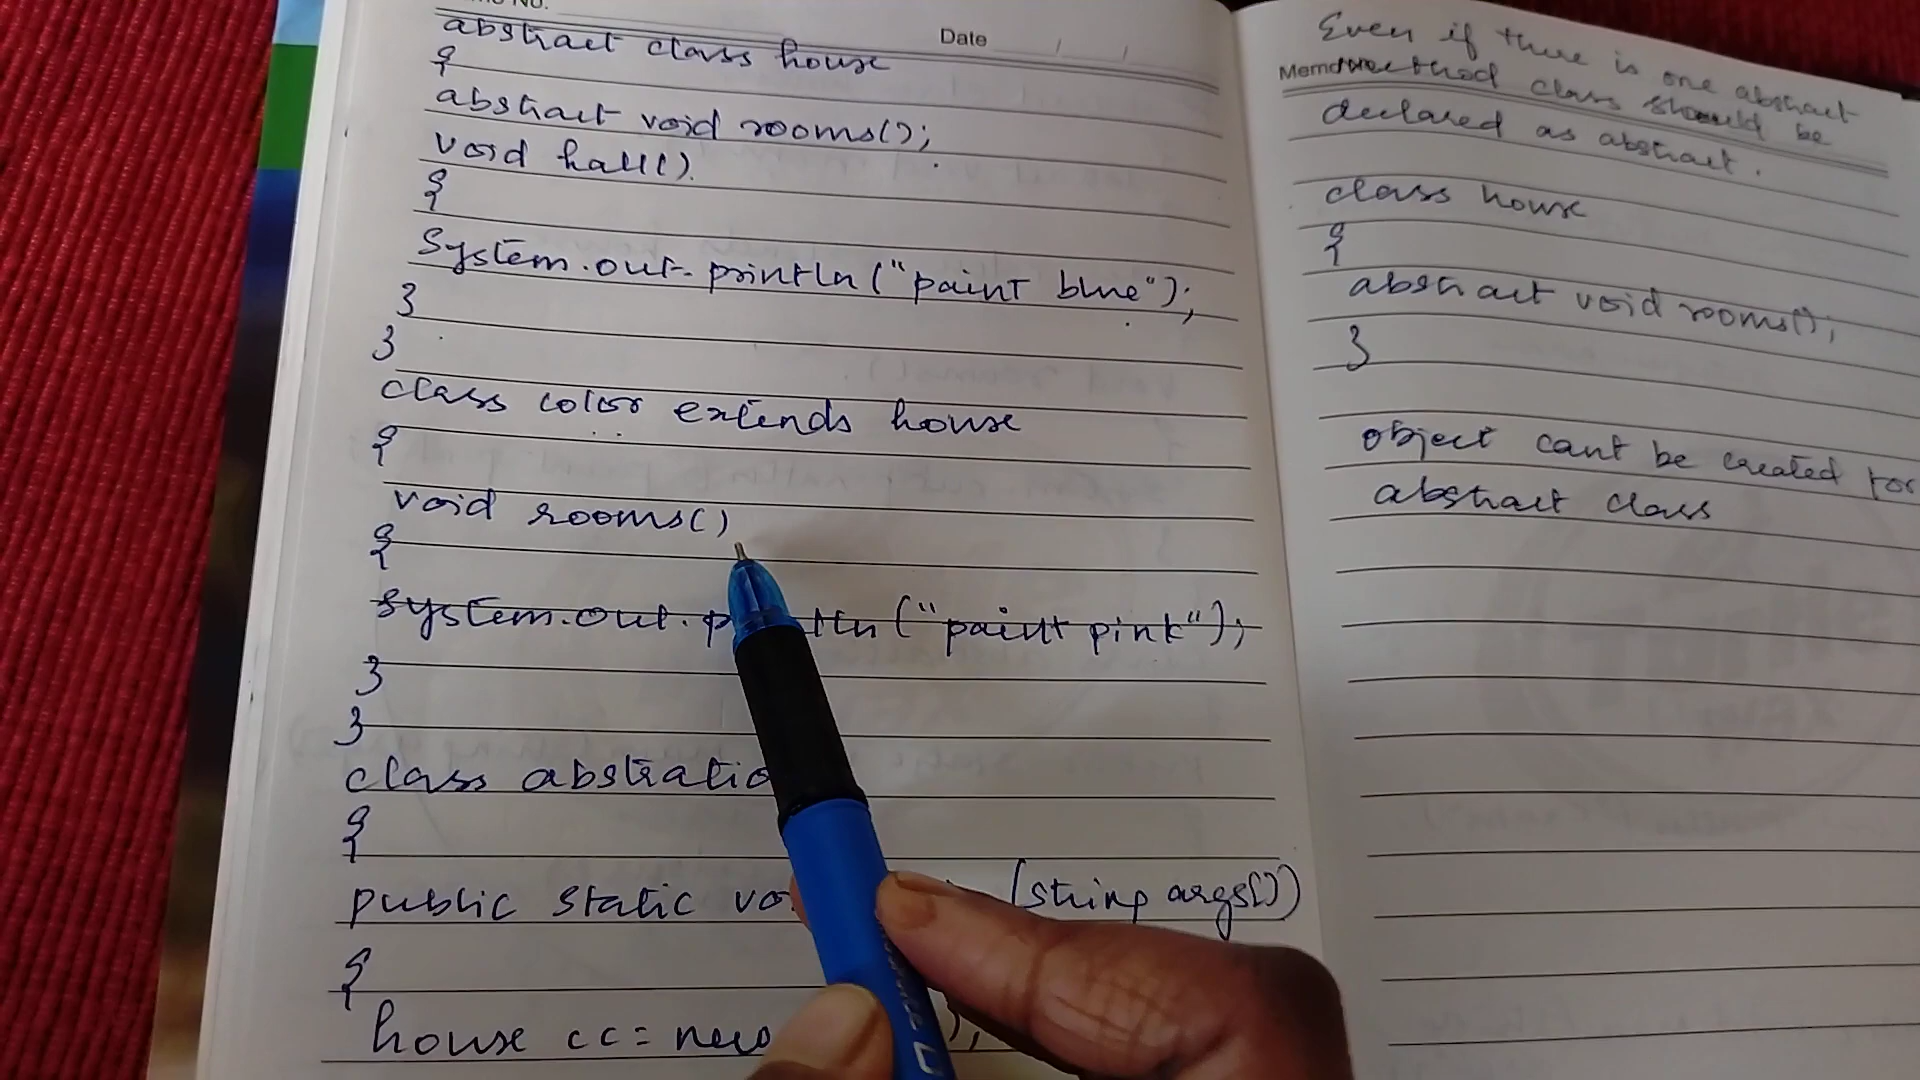 Date / /
abstract class house
{
abstract void rooms();
void hall()
{
System.out.println("paint blue");
}
}
class color extends house
{
void rooms()
{
system.out.p tln ("paint pink");
}
}
class abstratio
{
public static vo (string args[])
{
house cc = new );
Even if there is one abstract
method class should be
declared as abstract.
class house
{
abstract void rooms();
}
object cant be created for
abstract class